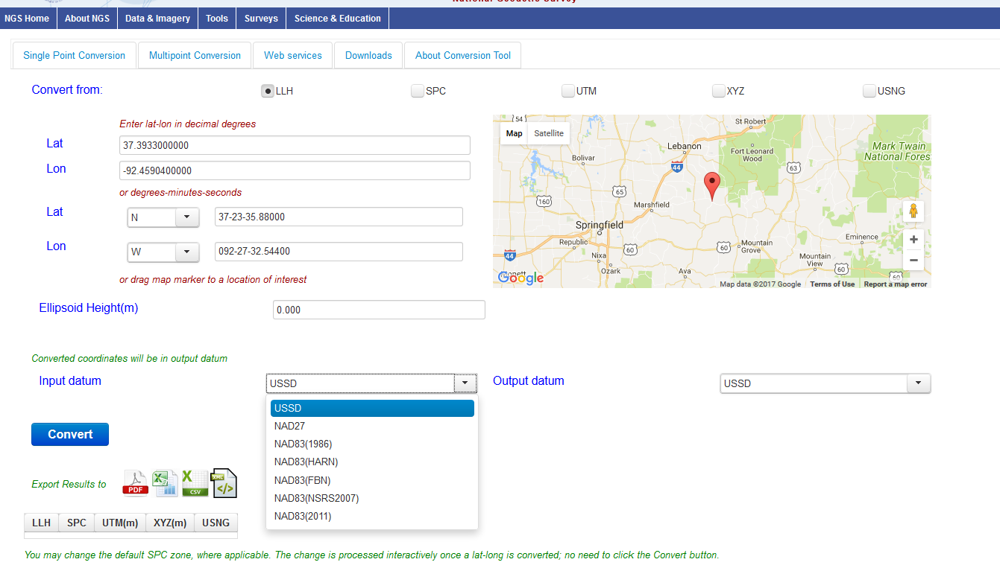 National Geodetic Survey
NGS Home About NGS Data & Imagery Tools Surveys Science & Education
Single Point Conversion Multipoint Conversion Web services Downloads About Conversion Tool
Convert from: LLH SPC UTM XYZ USNG
Enter lat-lon in decimal degrees
Lat 37.3933000000
Lon -92.4590400000
or degrees-minutes-seconds
Lat N 37-23-35.88000
Lon W 092-27-32.54400
or drag map marker to a location of interest
Map Satellite
54
St Robert
Lebanon
Fort Leonard
Wood
Mark Twain
National Fores
Bolivar
44
63
65
160
Marshfield
Springfield
Republic
60
60
Mountain
Grove
Eminence
Nixa
44
Mountain
View
Ozark
Ava
60
60
Monett
Google
Map data ©2017 Google Terms of Use Report a map error
Ellipsoid Height(m) 0.000
Converted coordinates will be in output datum
Input datum USSD Output datum USSD
USSD
NAD27
NAD83(1986)
NAD83(HARN)
NAD83(FBN)
NAD83(NSRS2007)
NAD83(2011)
Convert
Export Results to PDF X X CSV XML </>
LLH SPC UTM(m) XYZ(m) USNG
You may change the default SPC zone, where applicable. The change is processed interactively once a lat-long is converted; no need to click the Convert button.